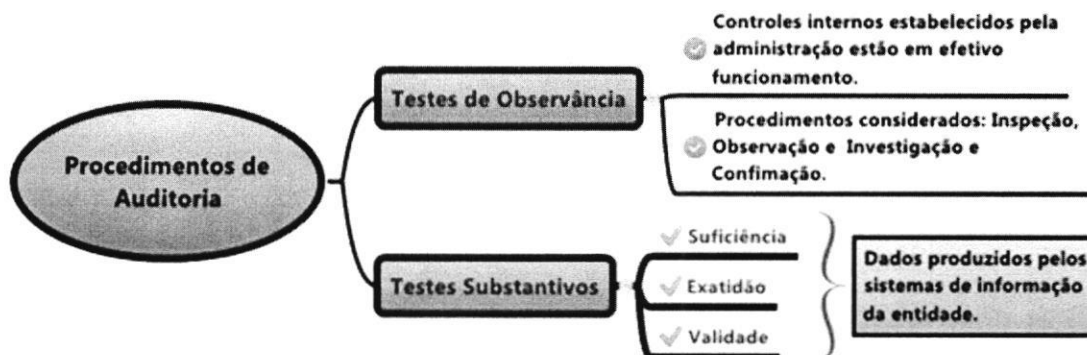 Procedimentos de
Auditoria
Testes de Observância
Controles internos estabelecidos pela
administração estão em efetivo
funcionamento.
Procedimentos considerados: Inspeção,
Observação e Investigação e
Confimação.
Testes Substantivos
Suficiência
Exatidão
Validade
Dados produzidos pelos
sistemas de informação
da entidade.